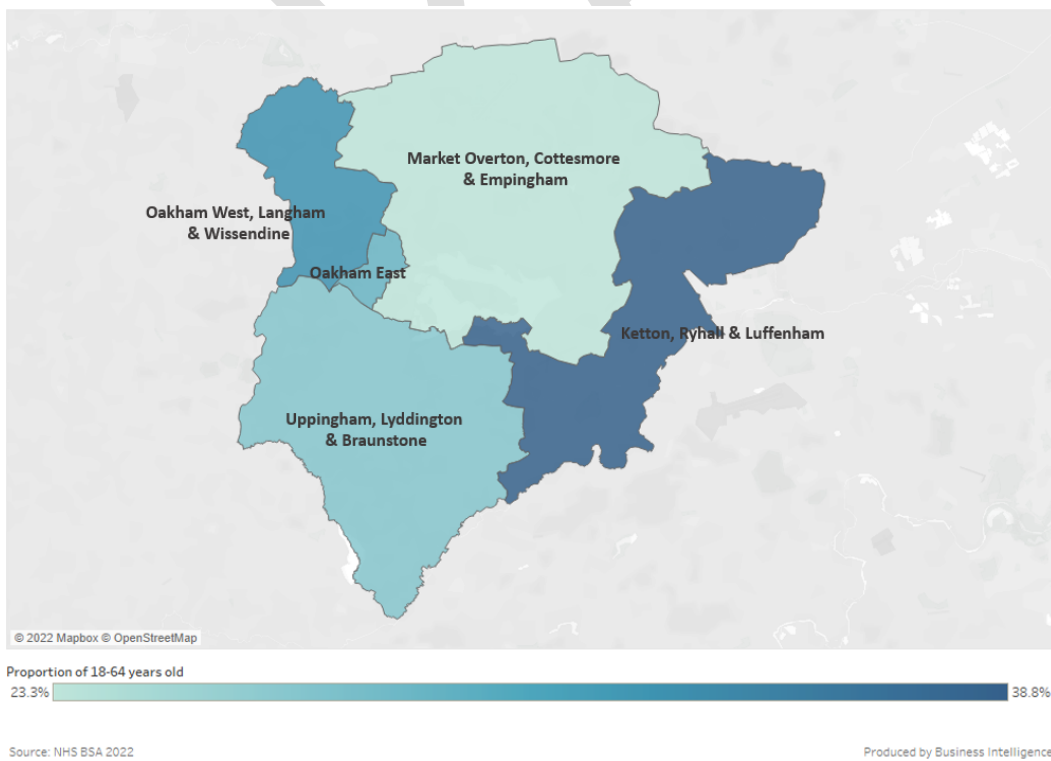 Market Overton, Cottesmore
& Empingham
Oakham West, Langham
& Wissendine
Oakham East
Ketton, Ryhall & Luffenham
Uppingham, Lyddington
& Braunstone
© 2022 Mapbox © OpenStreetMap
Proportion of 18-64 years old
23.3%
38.8%
Source: NHS BSA 2022
Produced by Business Intelligence